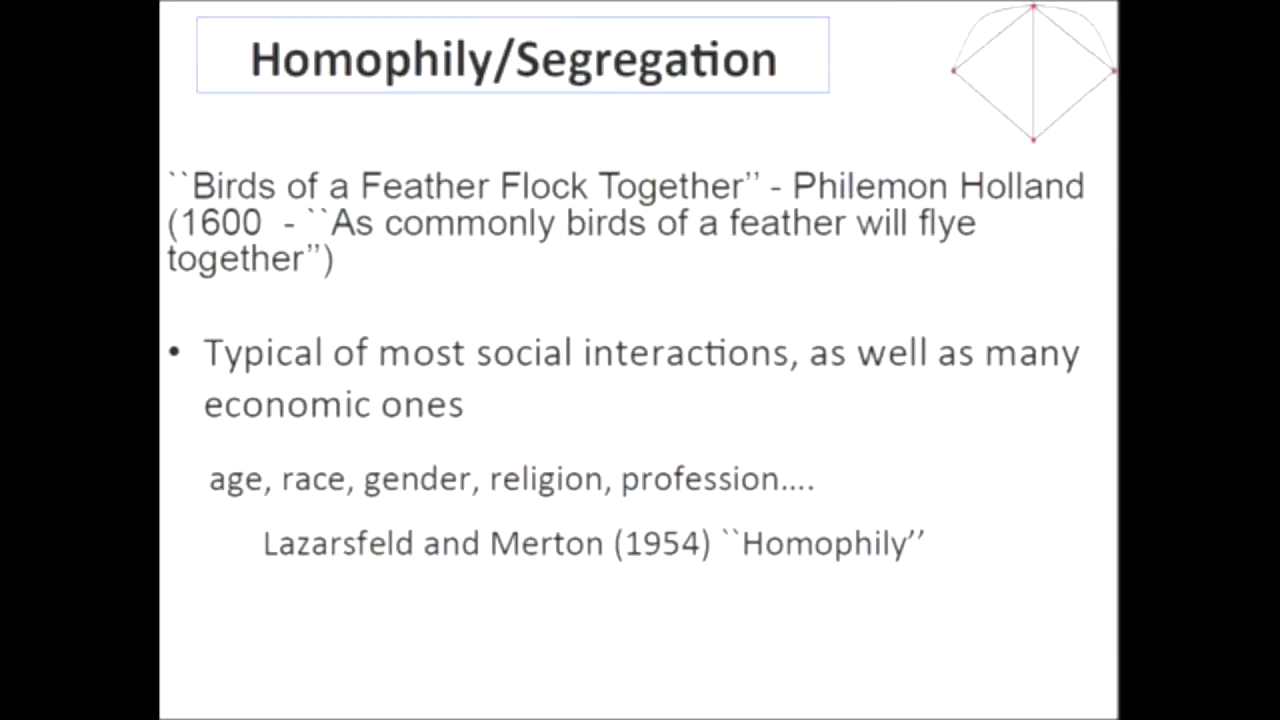 Homophily/Segregation
``Birds of a Feather Flock Together’’ - Philemon Holland
(1600  - ``As commonly birds of a feather will flye
together’’)
• Typical of most social interactions, as well as many
economic ones
age, race, gender, religion, profession….
Lazarsfeld and Merton (1954) ``Homophily’’